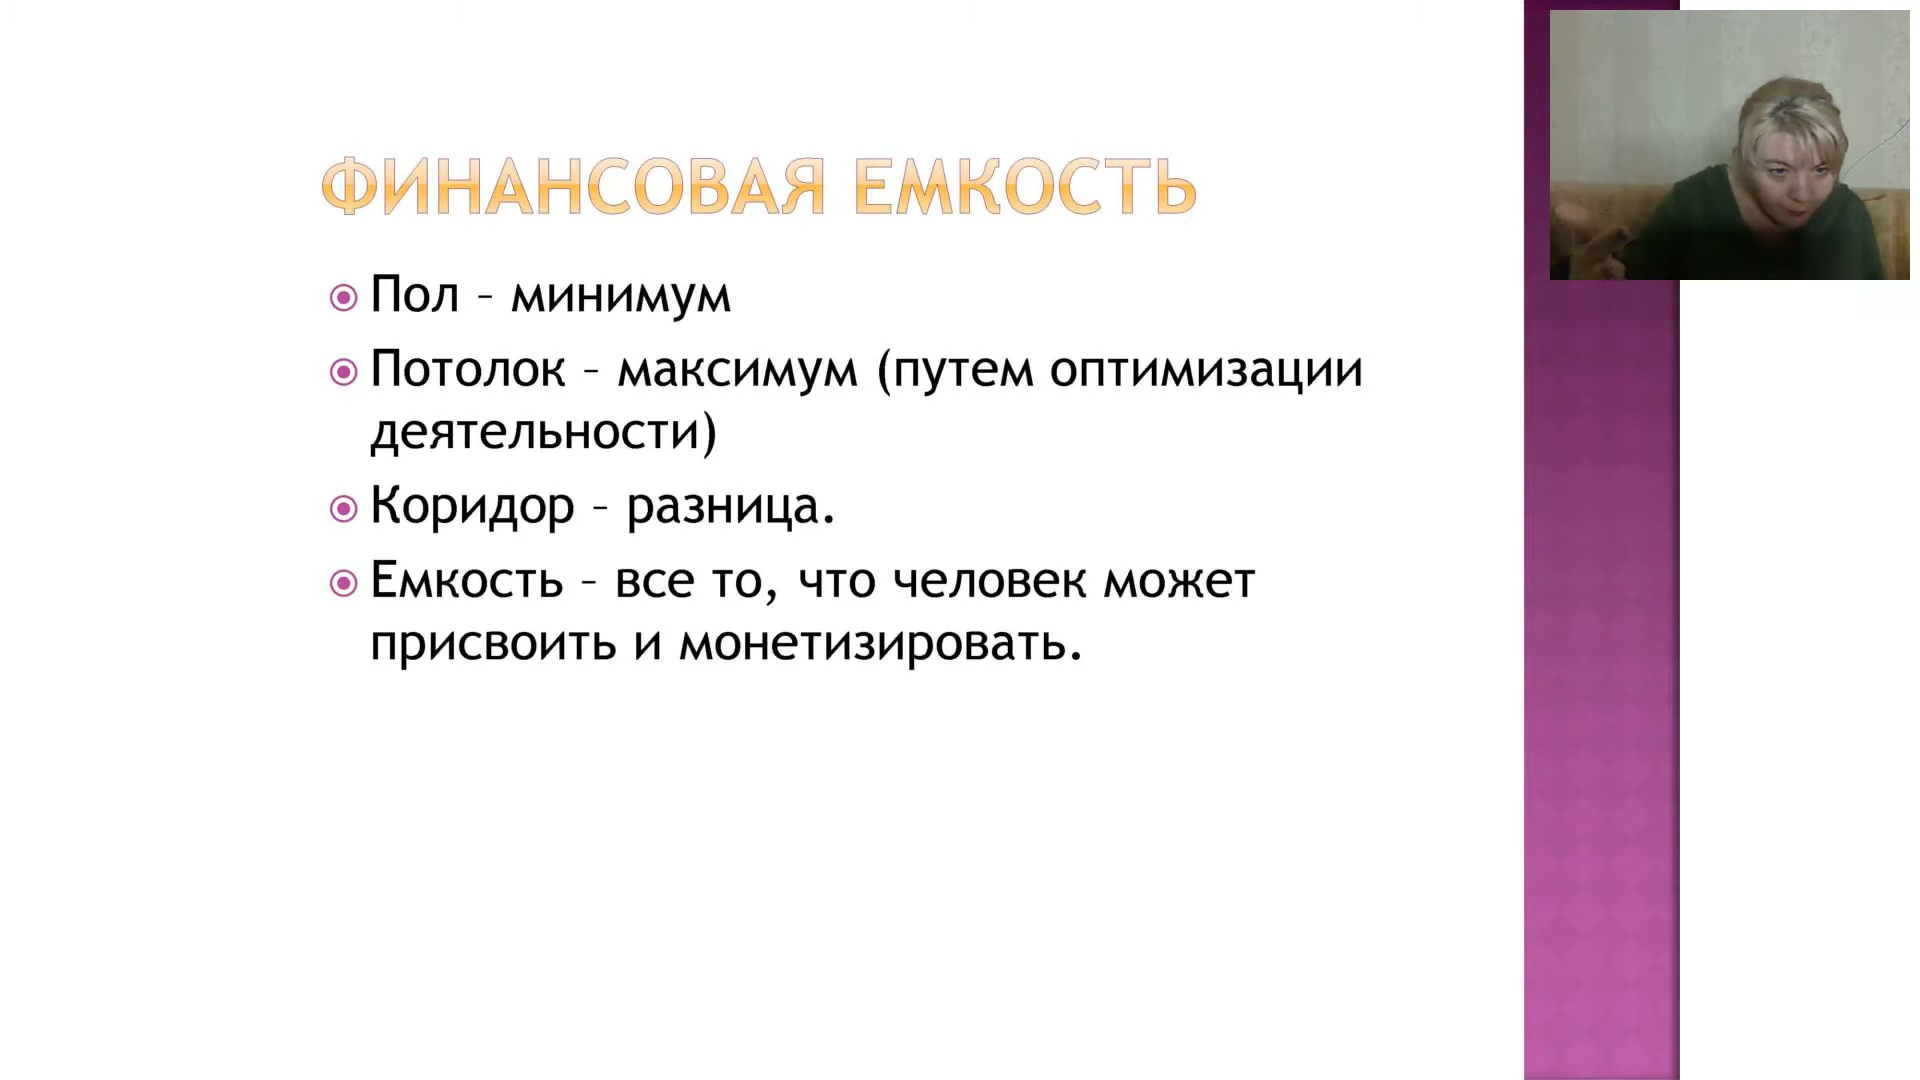 ФИНАНСОВАЯ ЕМКОСТЬ
Пол – минимум
Потолок – максимум (путем оптимизации
деятельности)
Коридор – разница.
Емкость – все то, что человек может
присвоить и монетизировать.